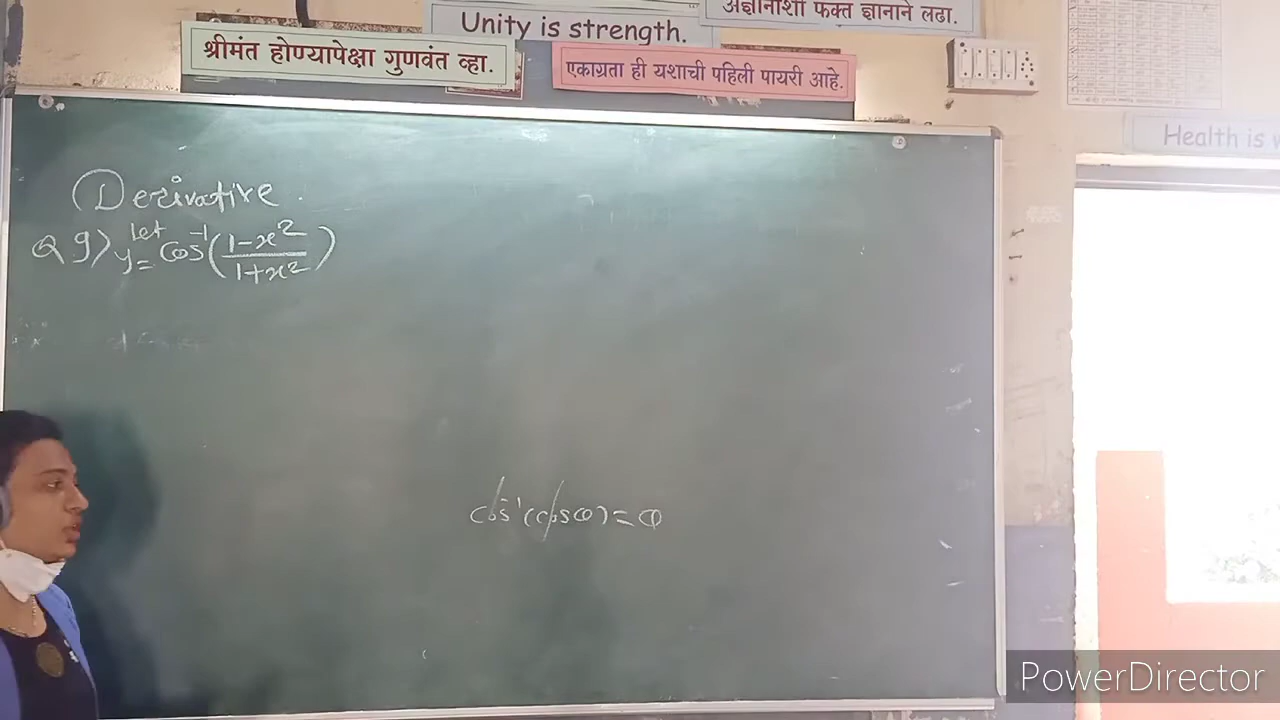 अज्ञानाशी फक्त ज्ञानाने लढा.
Unity is strength.
श्रीमंत होण्यापेक्षा गुणवंत व्हा.
एकाग्रता ही यशाची पहिली पायरी आहे.
Health is
Derivative.
Q 9) let y = cos⁻¹(1-x²/1+x²)
cos⁻¹(cosθ)=θ
PowerDirector